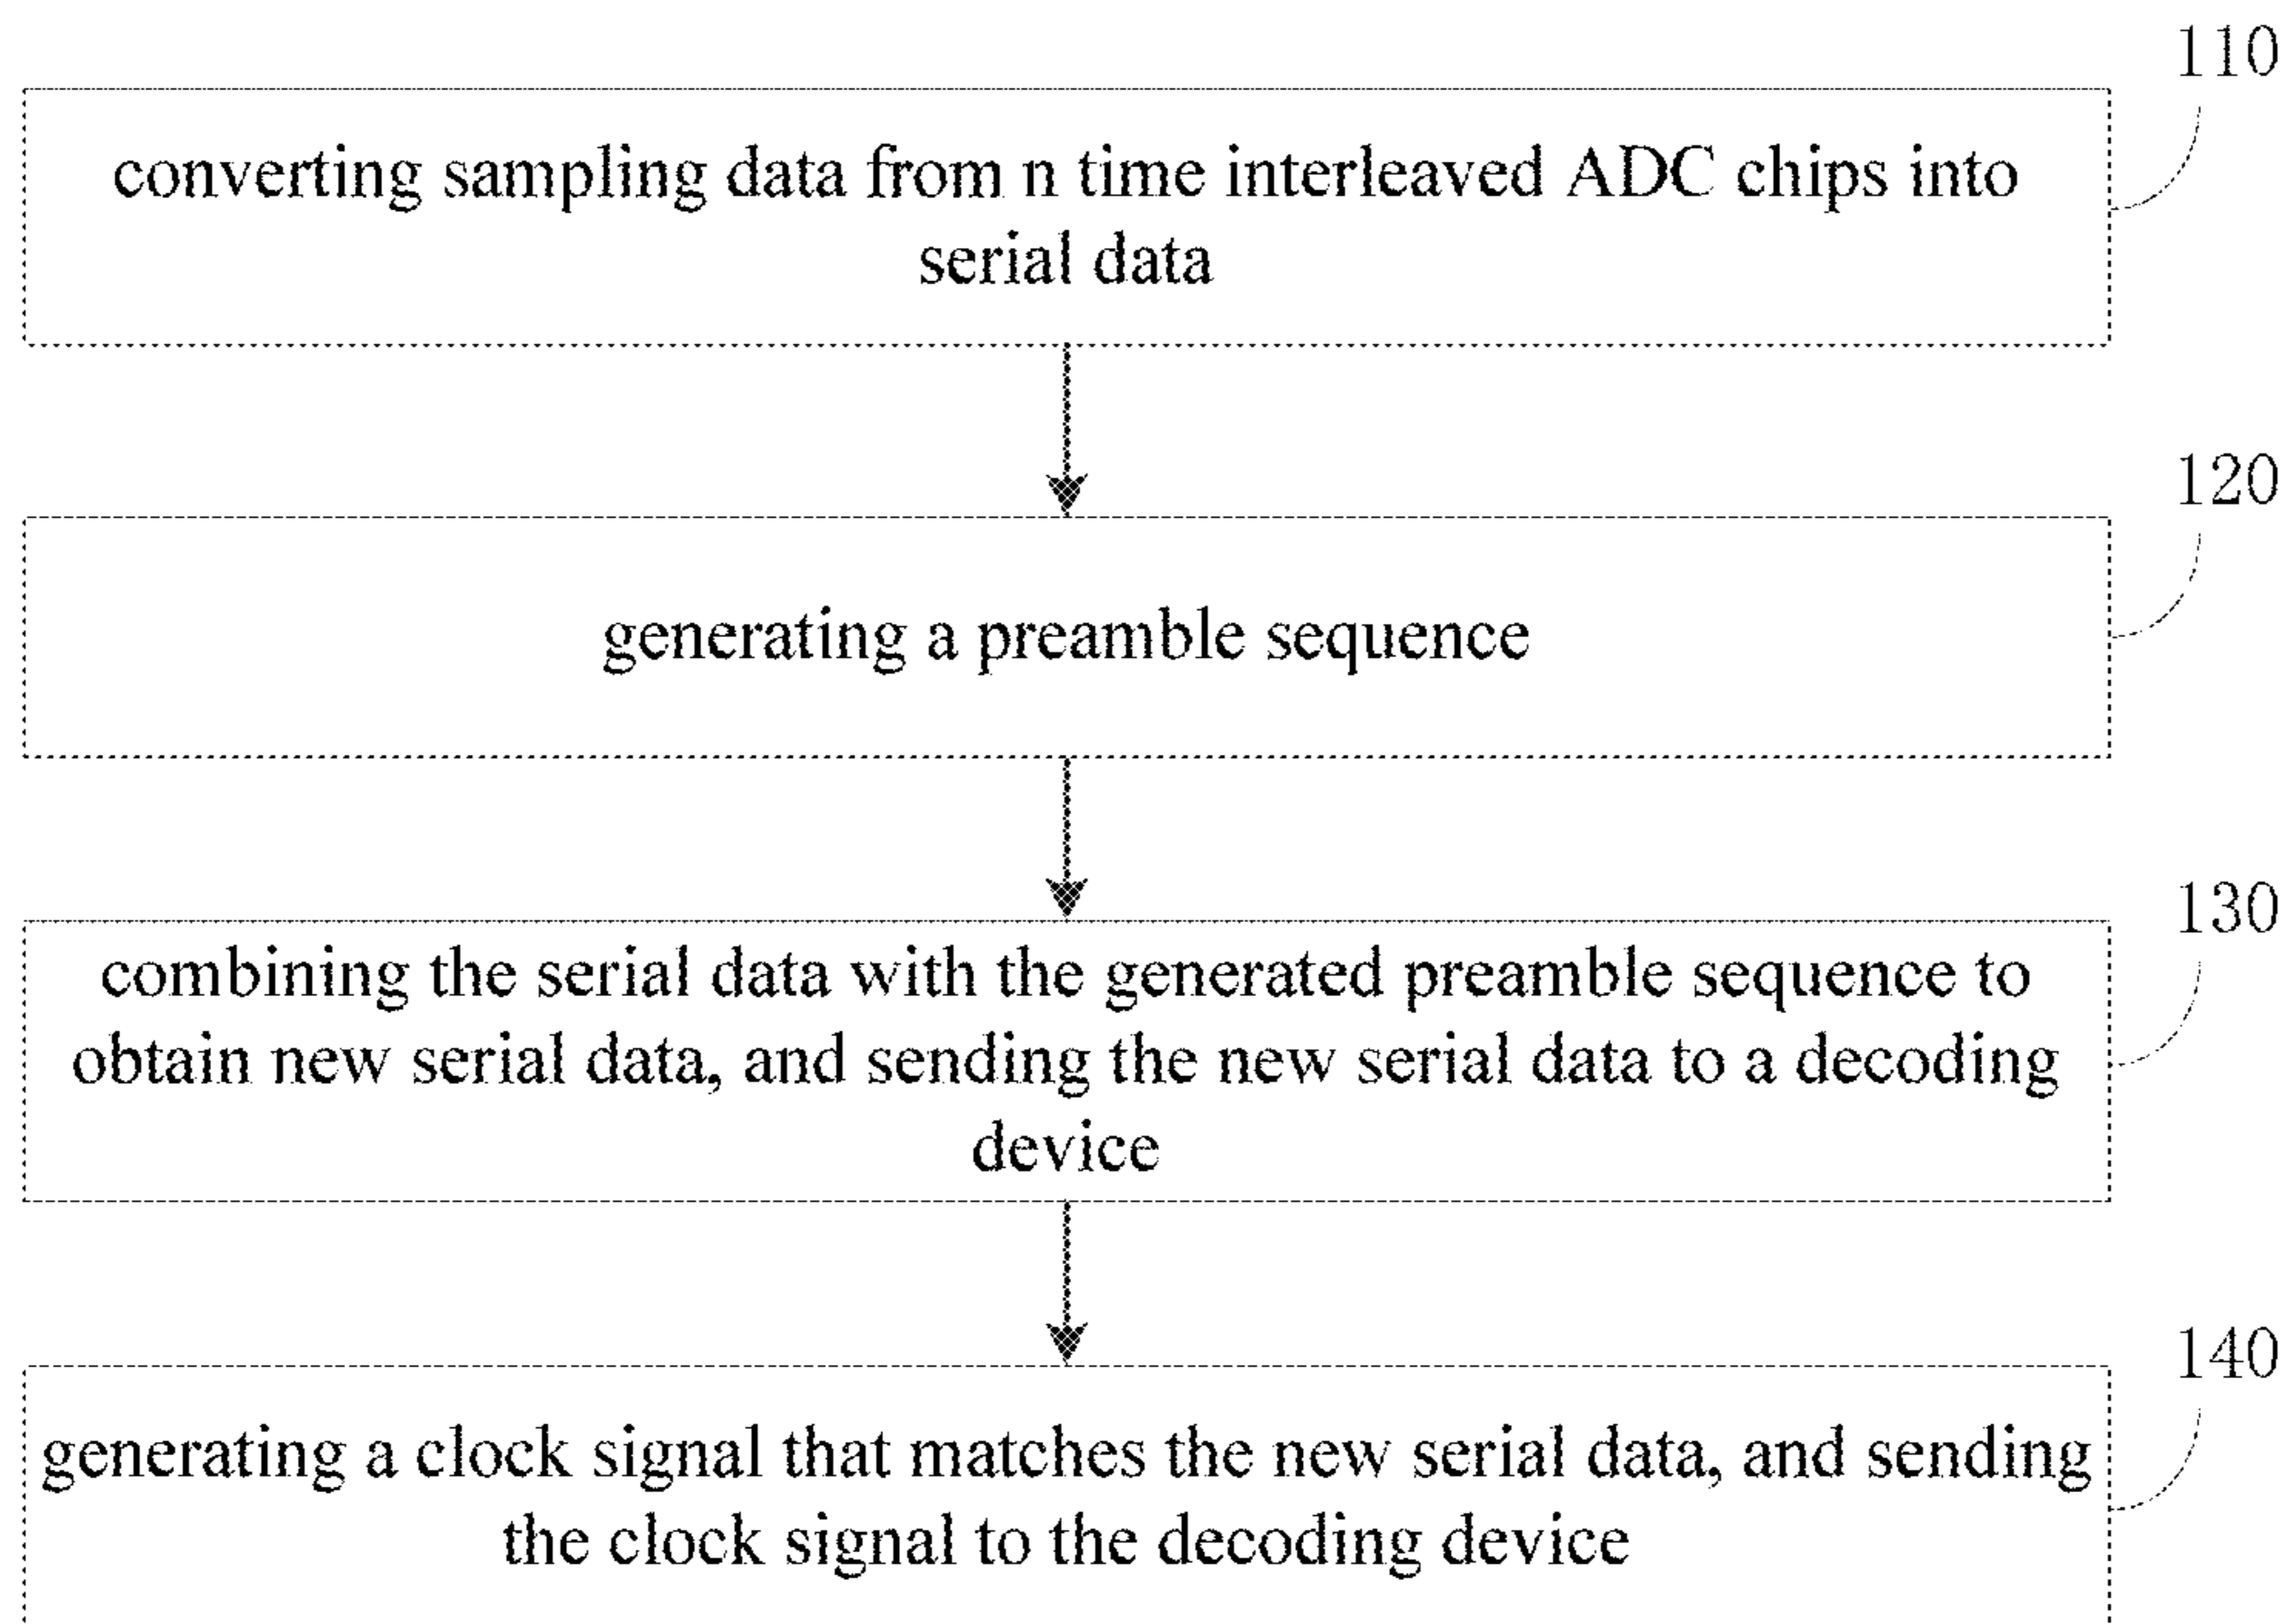 110
converting sampling data from n time interleaved ADC chips into
serial data
120
generating a preamble sequence
130
combining the serial data with the generated preamble sequence to
obtain new serial data, and sending the new serial data to a decoding
device
140
generating a clock signal that matches the new serial data, and sending
the clock signal to the decoding device